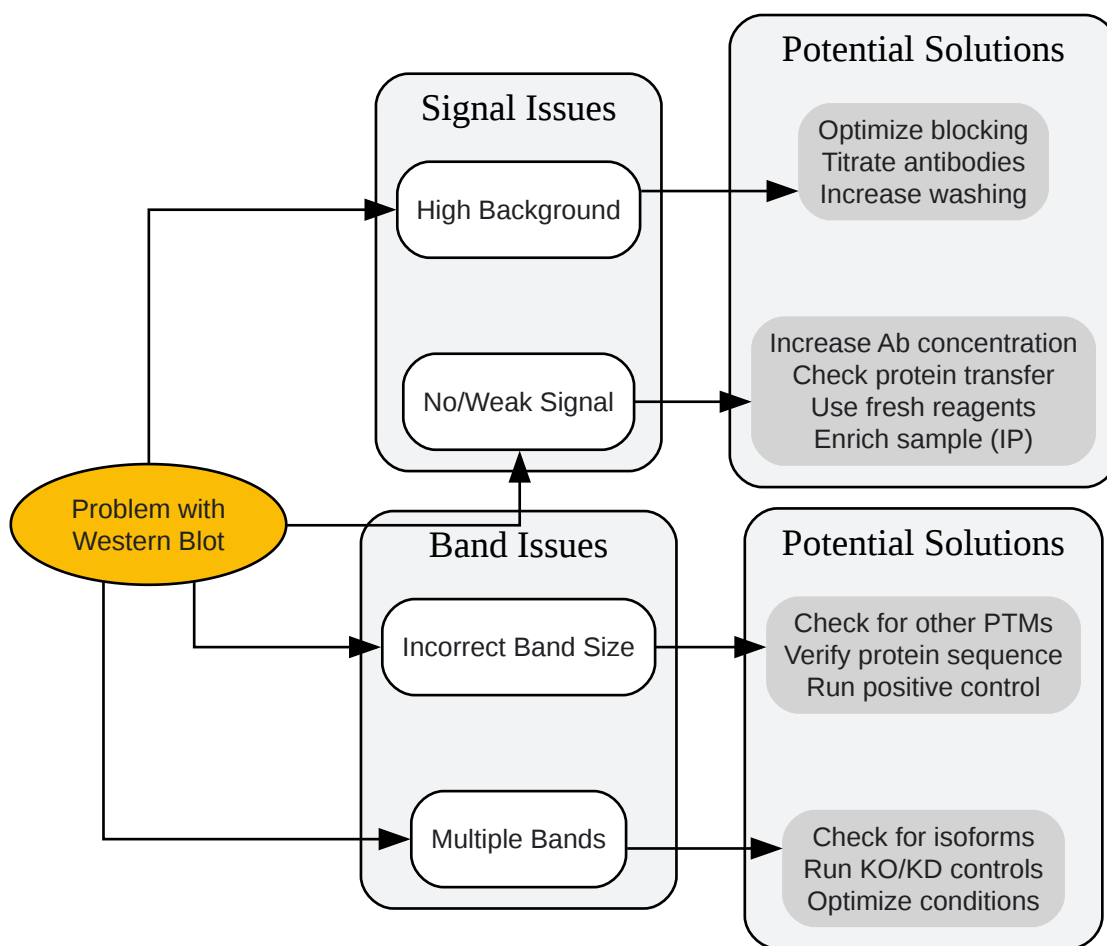 Potential Solutions
Signal Issues
Optimize blocking
Titrate antibodies
Increase washing
High Background
Increase Ab concentration
Check protein transfer
Use fresh reagents
Enrich sample (IP)
No/Weak Signal
Problem with
Western Blot
Band Issues
Potential Solutions
Check for other PTMs
Verify protein sequence
Run positive control
Incorrect Band Size
Multiple Bands
Check for isoforms
Run KO/KD controls
Optimize conditions